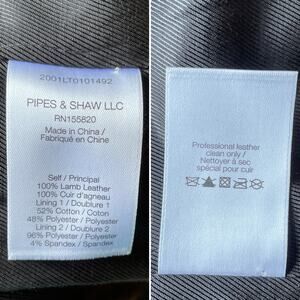 2001LT0101492
PIPES & SHAW LLC
RN155820
Made in China /
Fabriqué en Chine
Self / Principal
100% Lamb Leather
100% Cuir d'agneau
Lining 1 / Doublure 1
52% Cotton / Coton
48% Polyester / Polyester
Lining 2 / Doublure 2
96% Polyester / Polyester
4% Spandex / Spandex
Professional leather
clean only /
Nettoyer à sec
spécial pour cuir